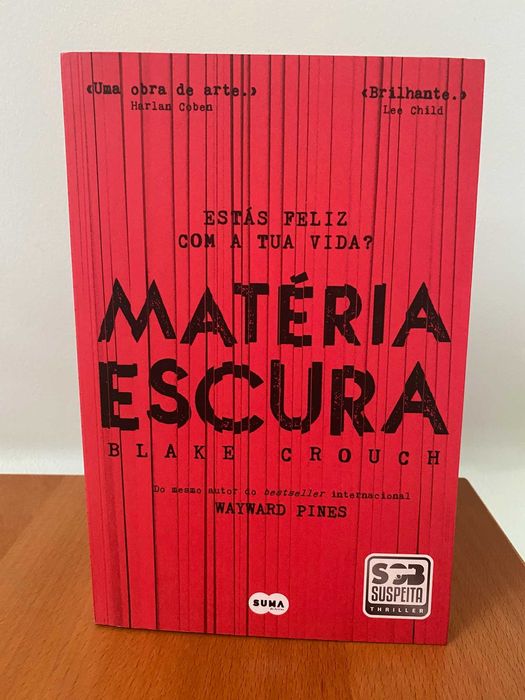 «Uma obra de arte.»
Harlan Coben
«Brilhante.»
Lee Child
ESTÁS FELIZ
COM A TUA VIDA?
MATÉRIA
ESCURA
BLAKE CROUCH
Do mesmo autor do bestseller internacional
WAYWARD PINES
SUMA
SOB
SUSPEITA
THRILLER